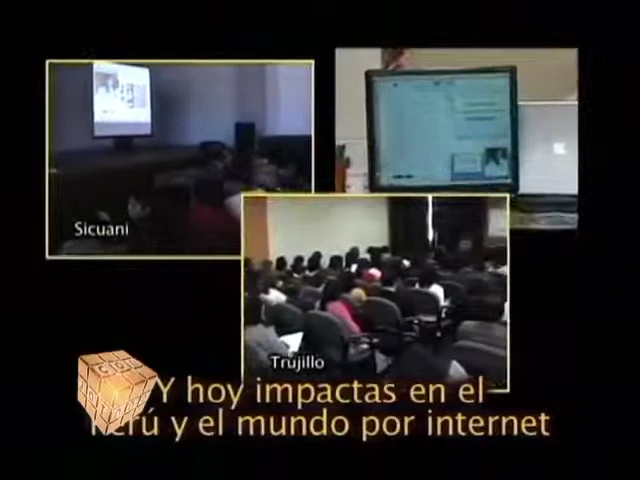 Sicuani
Trujillo
Y hoy impactas en el
Perú y el mundo por internet